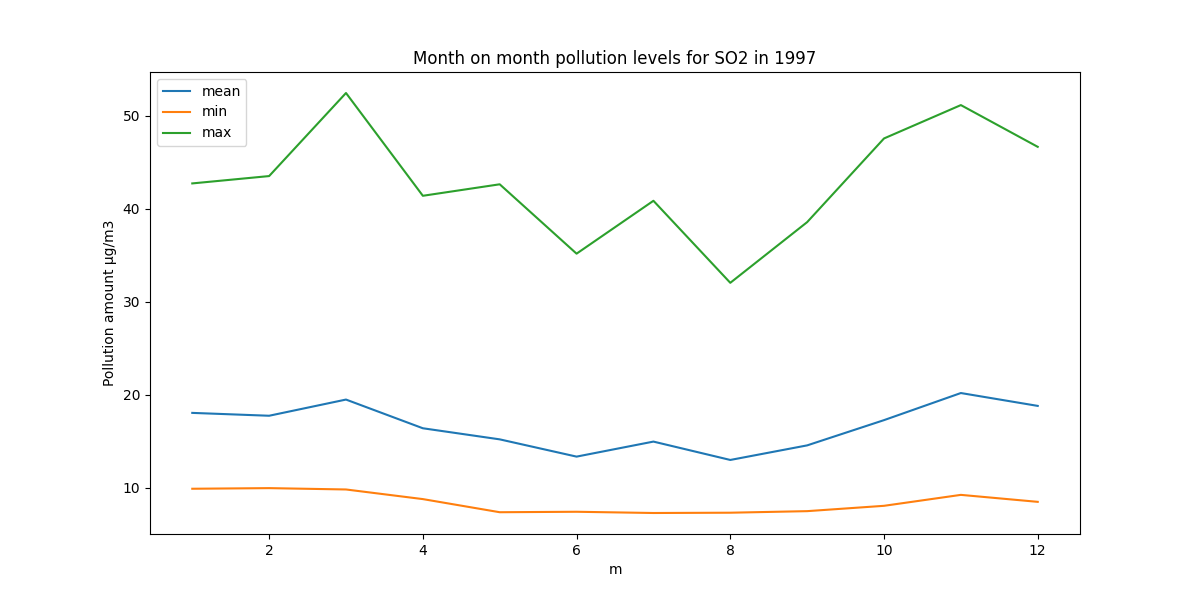 Month on month pollution levels for SO2 in 1997
mean
min
max
50
40
30
20
10
Pollution amount µg/m3
2 4 6 8 10 12
m